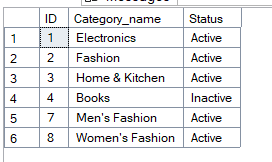 ID Category_name Status
1 1 Electronics Active
2 2 Fashion Active
3 3 Home & Kitchen Active
4 4 Books Inactive
5 7 Men's Fashion Active
6 8 Women's Fashion Active